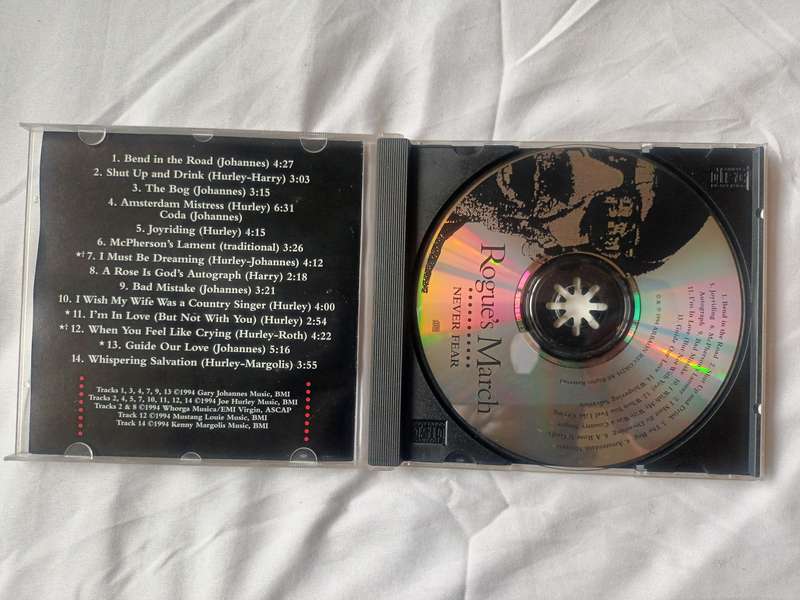 1. Bend in the Road (Johannes) 4:27
2. Shut Up and Drink (Hurley-Harry) 3:03
3. The Bog (Johannes) 3:15
4. Amsterdam Mistress (Hurley) 6:31
Coda (Johannes)
5. Joyriding (Hurley) 4:15
6. McPherson's Lament (traditional) 3:26
*†7. I Must Be Dreaming (Hurley-Johannes) 4:12
8. A Rose Is God's Autograph (Harry) 2:18
9. Bad Mistake (Johannes) 3:21
10. I Wish My Wife Was a Country Singer (Hurley) 4:00
*11. I'm In Love (But Not With You) (Hurley) 2:54
*†12. When You Feel Like Crying (Hurley-Roth) 4:22
*13. Guide Our Love (Johannes) 5:16
14. Whispering Salvation (Hurley-Margolis) 3:55
Tracks 1, 3, 4, 7, 9, 13 ©1994 Gary Johannes Music, BMI
Tracks 2, 4, 5, 7, 10, 11, 12, 14 ©1994 Joe Hurley Music, BMI
Tracks 2 & 8 ©1994 Whorga Musica/EMI Virgin, ASCAP
Track 12 ©1994 Mustang Louie Music, BMI
Track 14 ©1994 Kenny Margolis Music, BMI
Rogue's March
NEVER FEAR
1. Bend in the Road
5. Joyriding
Autograph 9. Bad
11. I'm In Love